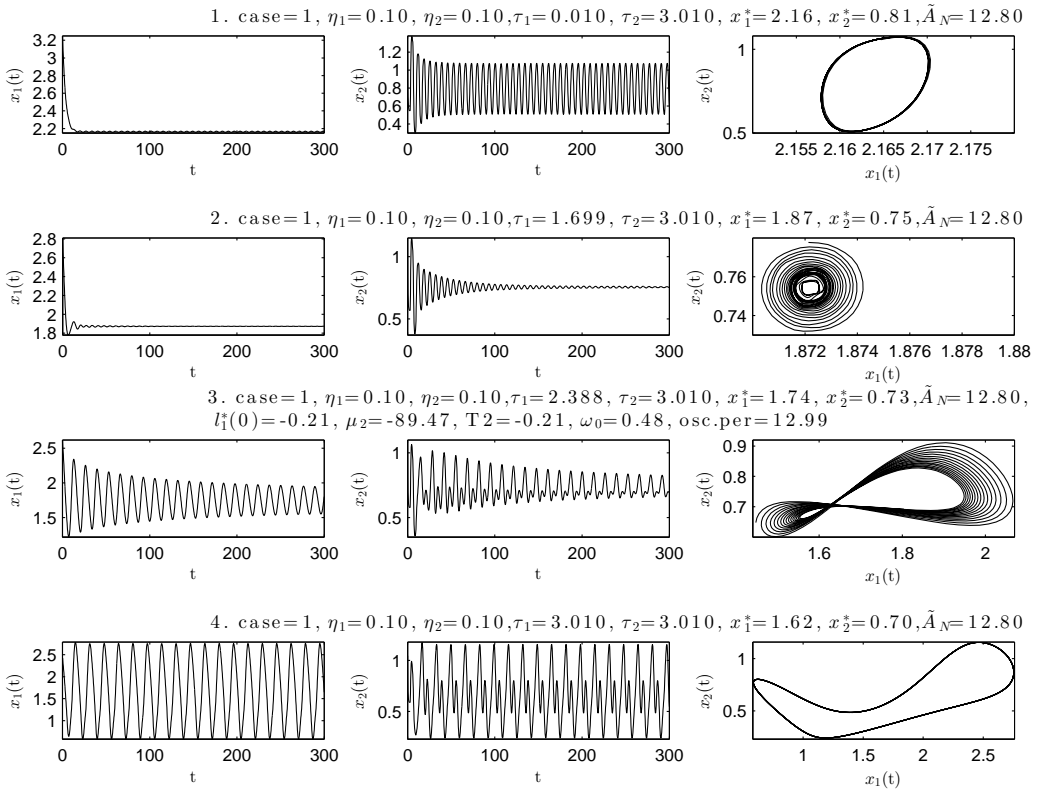 1. case=1, η₁=0.10, η₂=0.10,τ₁=0.010, τ₂=3.010, x₁*=2.16, x₂*=0.81,Ã_N=12.80
x₁(t)
3.2
3
2.8
2.6
2.4
2.2
0 100 200 300
t
x₂(t)
1.2
1
0.8
0.6
0.4
0 100 200 300
t
x₂(t)
1
0.5
2.155 2.16 2.165 2.17 2.175
x₁(t)
2. case=1, η₁=0.10, η₂=0.10,τ₁=1.699, τ₂=3.010, x₁*=1.87, x₂*=0.75,Ã_N=12.80
x₁(t)
2.8
2.6
2.4
2.2
2
1.8
0 100 200 300
t
x₂(t)
1
0.5
0 100 200 300
t
x₂(t)
0.76
0.74
1.872 1.874 1.876 1.878 1.88
x₁(t)
3. case=1, η₁=0.10, η₂=0.10,τ₁=2.388, τ₂=3.010, x₁*=1.74, x₂*=0.73,Ã_N=12.80,
l₁*(0)=-0.21, μ₂=-89.47, T2=-0.21, ω₀=0.48, osc.per=12.99
x₁(t)
2.5
2
1.5
0 100 200 300
t
x₂(t)
1
0.5
0 100 200 300
t
x₂(t)
0.9
0.8
0.7
1.6 1.8 2
x₁(t)
4. case=1, η₁=0.10, η₂=0.10,τ₁=3.010, τ₂=3.010, x₁*=1.62, x₂*=0.70,Ã_N=12.80
x₁(t)
2.5
2
1.5
1
0 100 200 300
t
x₂(t)
1
0.5
0 100 200 300
t
x₂(t)
1
0.5
1 1.5 2 2.5
x₁(t)